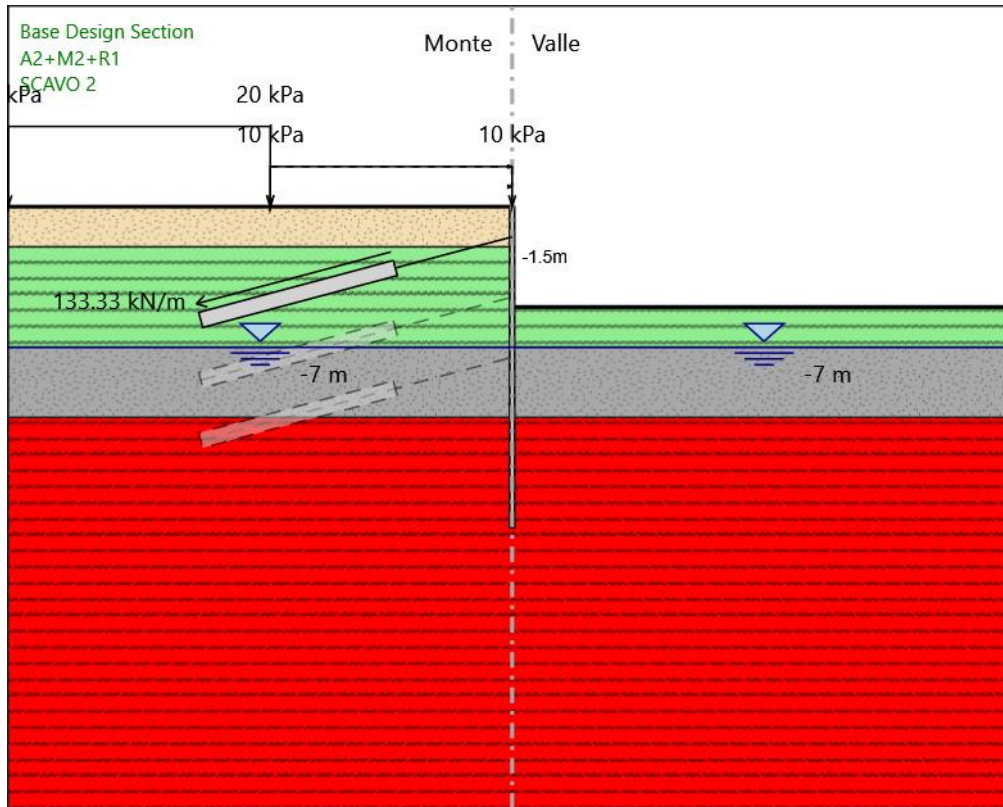 Base Design Section
A2+M2+R1
SCAVO 2
Monte
Valle
kPa
20 kPa
10 kPa
10 kPa
-1.5m
133.33 kN/m
-7 m
-7 m